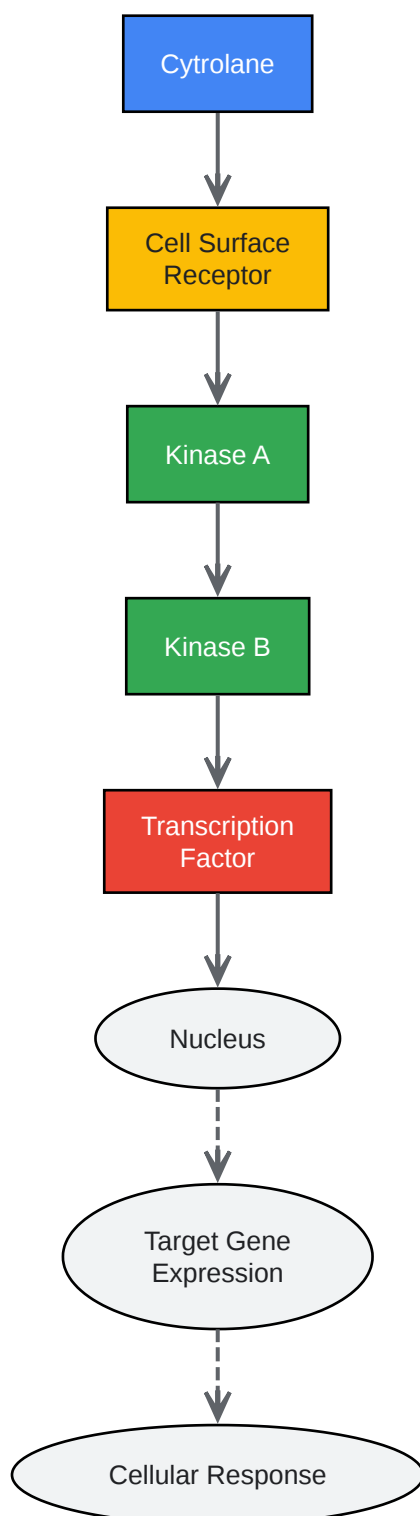 Cytrolane
Cell Surface
Receptor
Kinase A
Kinase B
Transcription
Factor
Nucleus
Target Gene
Expression
Cellular Response